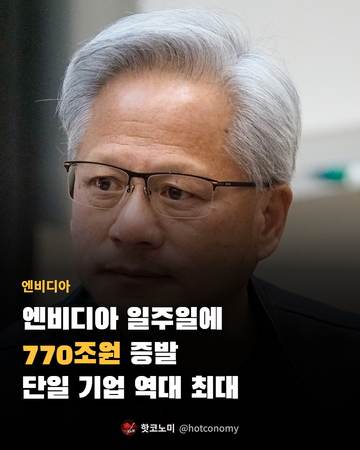 엔비디아
엔비디아 일주일에
770조원 증발
단일 기업 역대 최대
핫코노미 @hotconomy